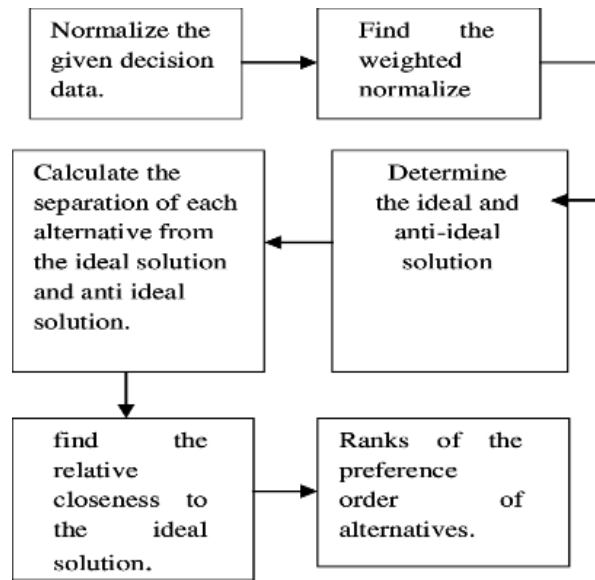 Normalize the
given decision
data.
Find the
weighted
normalize
Determine
the ideal and
anti-ideal
solution
Calculate the
separation of each
alternative from
the ideal solution
and anti ideal
solution.
find the
relative
closeness to
the ideal
solution.
Ranks of the
preference
order of
alternatives.